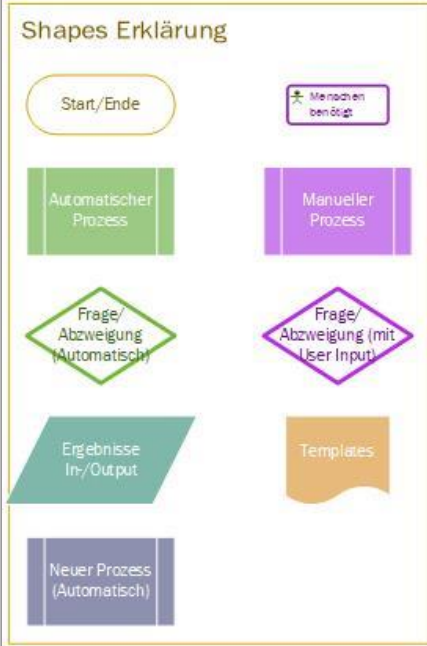 Shapes Erklärung
Start/Ende
Menschen
benötigt
Automatischer
Prozess
Manueller
Prozess
Frage/
Abzweigung
(Automatisch)
Frage/
Abzweigung (mit
User Input)
Ergebnisse
In-/Output
Templates
Neuer Prozess
(Automatisch)